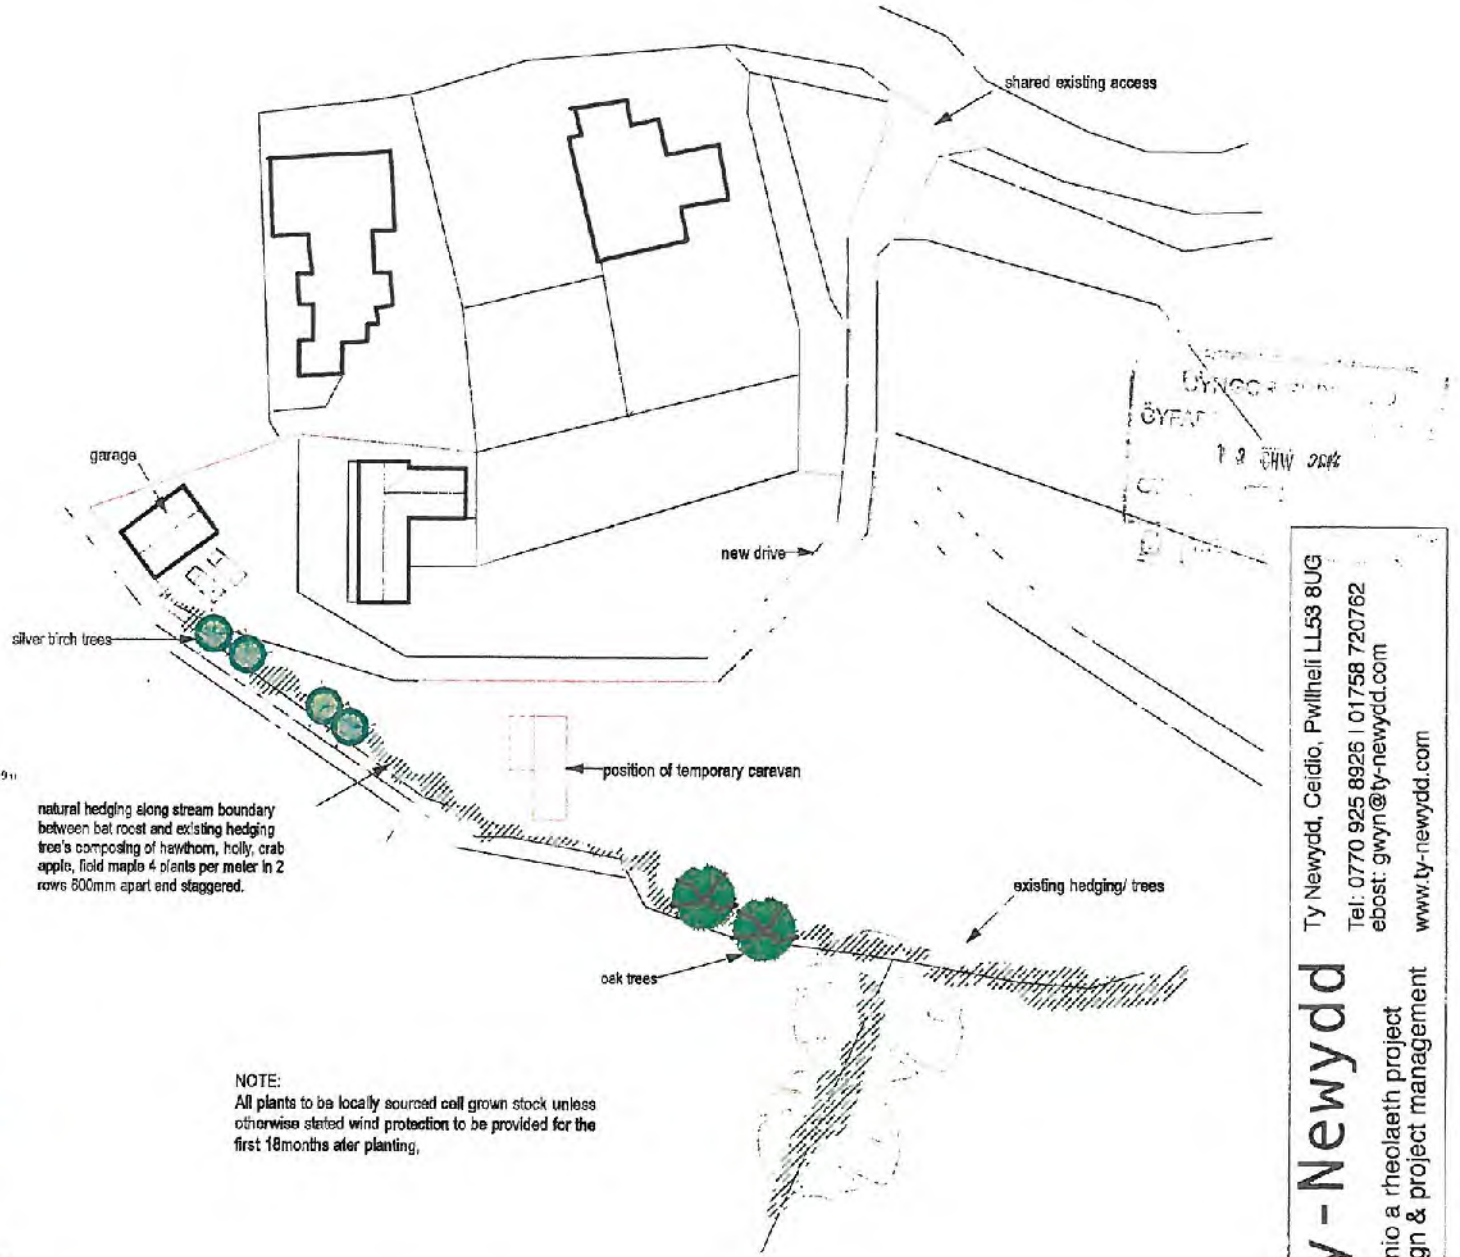 shared existing access
garage
new drive
silver birch trees
position of temporary caravan
natural hedging along stream boundary
between bat roost and existing hedging
tree's composing of hawthorn, holly, crab
apple, field maple 4 plants per meter in 2
rows 600mm apart and staggered.
existing hedging/ trees
oak trees
NOTE:
All plants to be locally sourced cell grown stock unless
otherwise stated wind protection to be provided for the
first 18months ater planting,
CHW
Ty Newydd, Ceidio, Pwllheli LL53 8UG
Tel: 0770 925 8926 | 01758 720762
ebost: gwyn@ty-newydd.com
www.ty-newydd.com
y - Newydd
nio a rheolaeth project
gn & project management